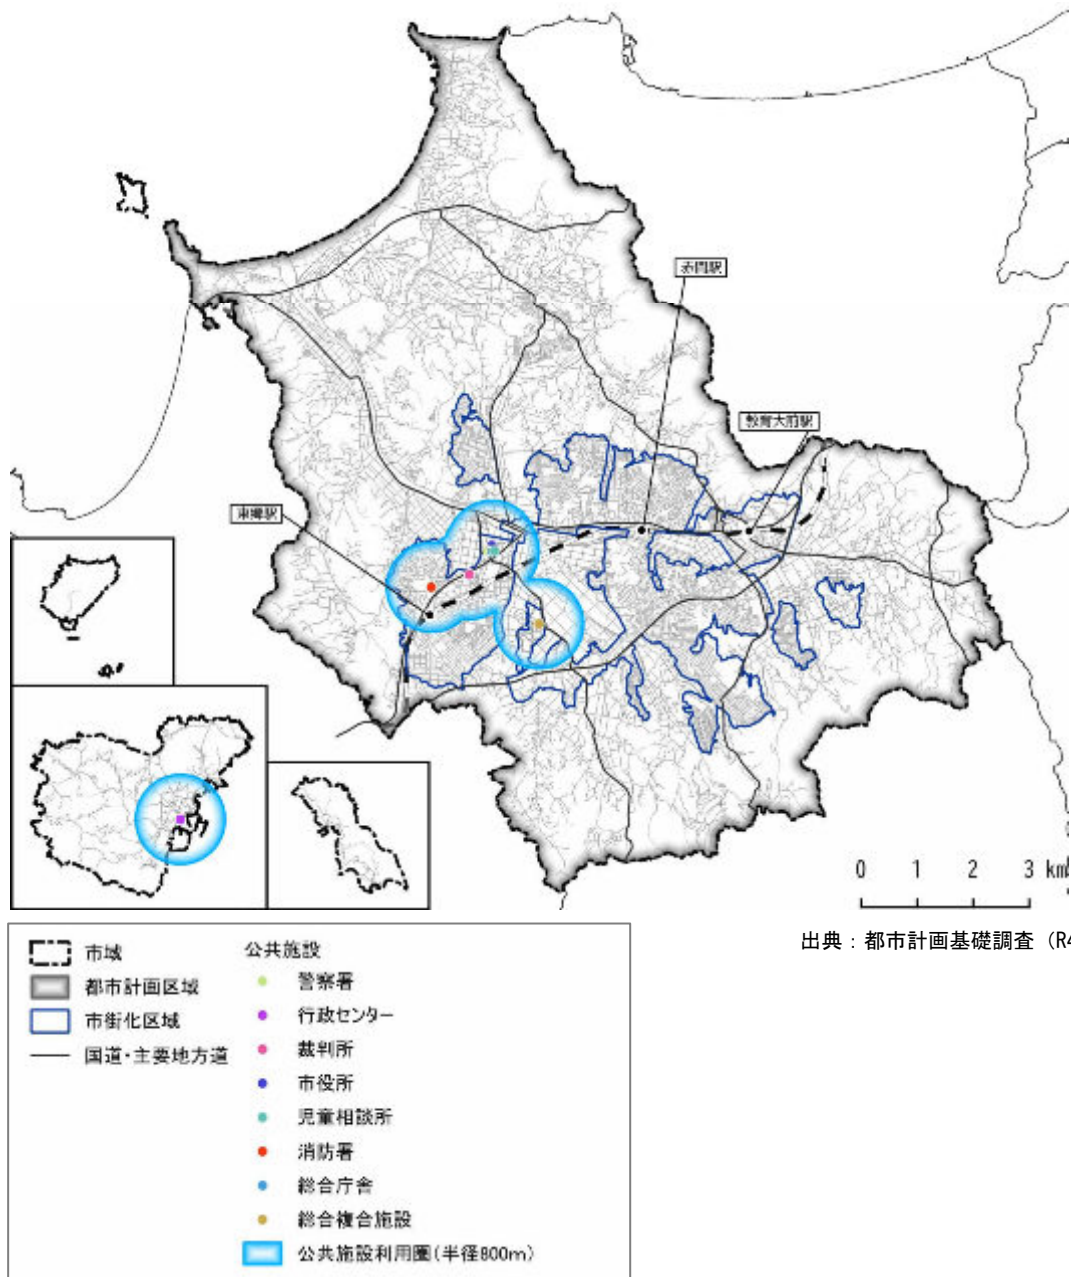 赤間駅
教育大前駅
東郷駅
0 1 2 3 km
出典：都市計画基礎調査（R4
市域
都市計画区域
市街化区域
国道・主要地方道
公共施設
警察署
行政センター
裁判所
市役所
児童相談所
消防署
総合庁舎
総合複合施設
公共施設利用圏(半径800m)